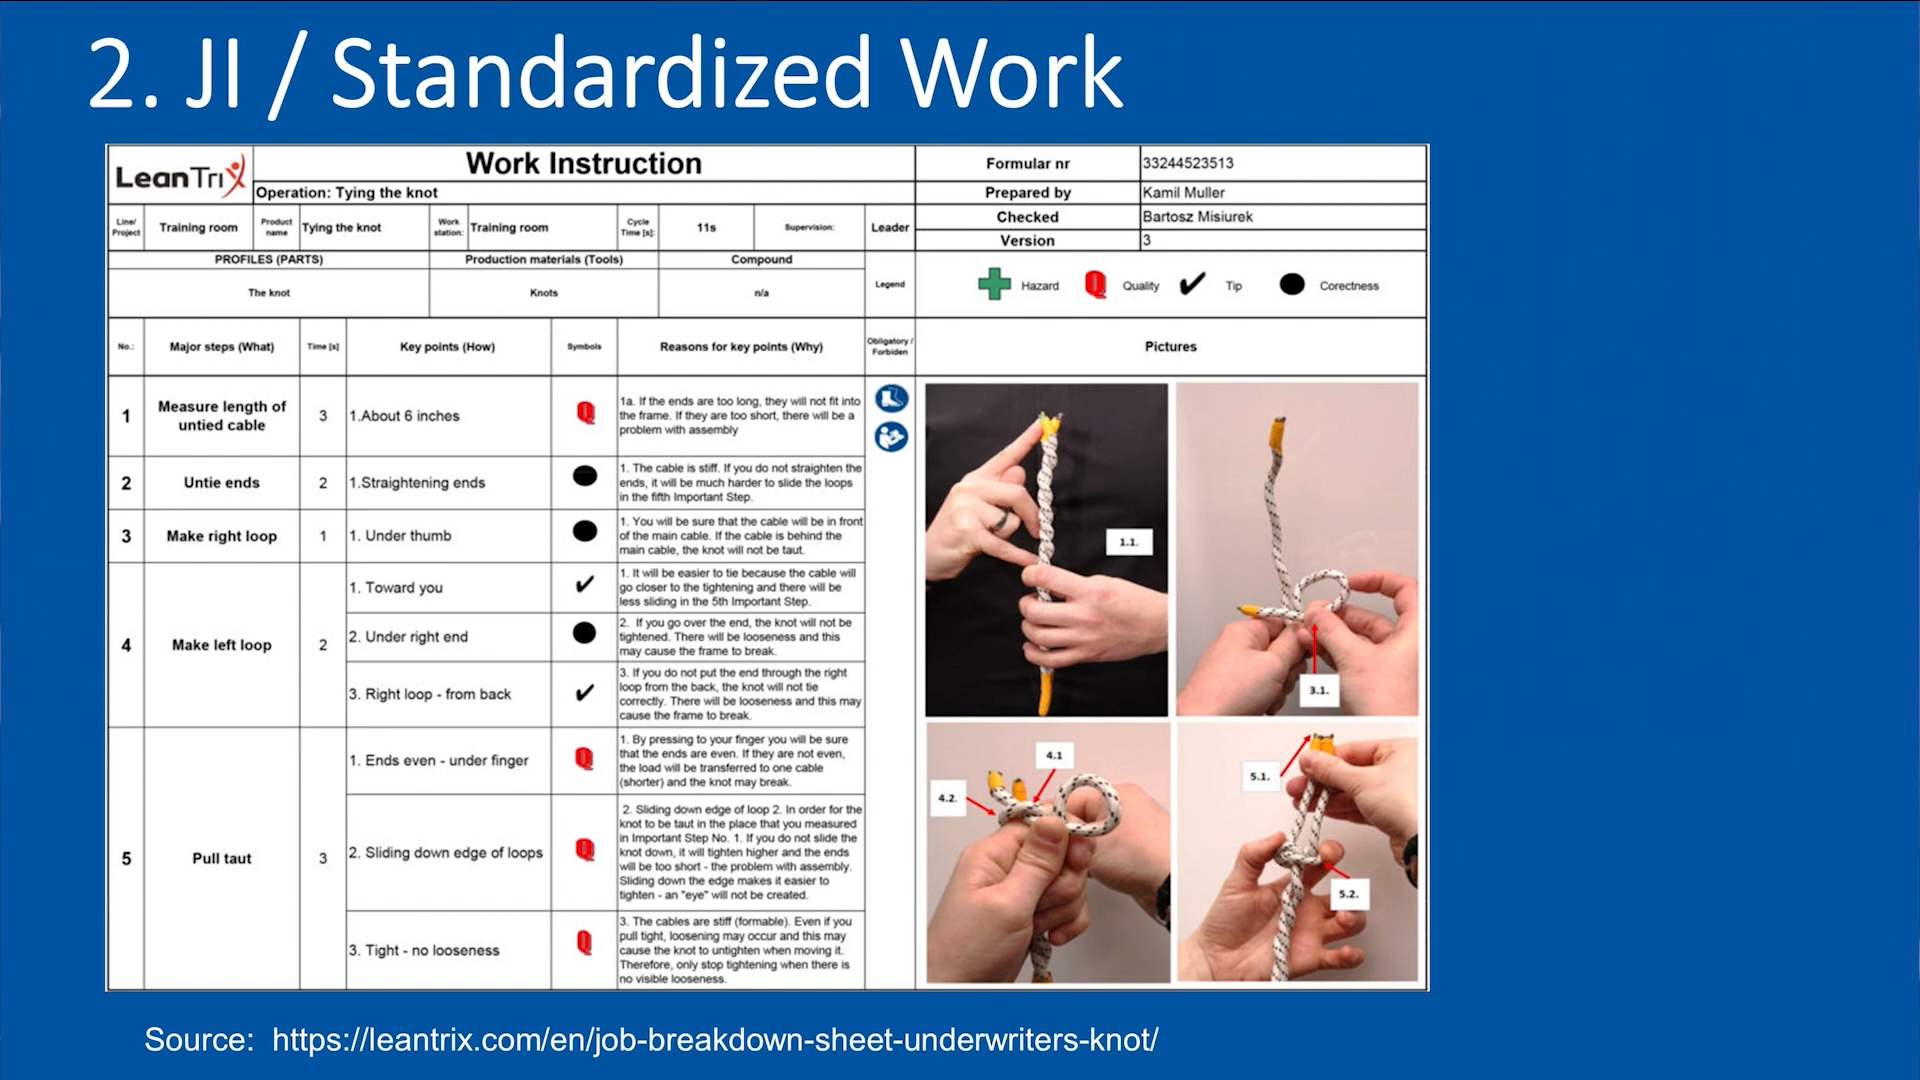 2. JI / Standardized Work
LeanTrix
Work Instruction
Operation: Tying the knot
Formular nr
33244523513
Prepared by
Kamil Muller
Checked
Bartosz Misiurek
Version
3
Line/
Project
Training room
Product
name
Tying the knot
Work
station:
Training room
Cycle
Time [s]:
11s
Supervision:
Leader
PROFILES (PARTS)
Production materials (Tools)
Compound
The knot
Knots
n/a
Legend
Hazard
Q Quality
Tip
Corectness
No.:
Major steps (What)
Time [s]
Key points (How)
Symbols
Reasons for key points (Why)
Obligatory /
Forbiden
Pictures
1
Measure length of
untied cable
3
1.About 6 inches
Q
1a. If the ends are too long, they will not fit into
the frame. If they are too short, there will be a
problem with assembly
2
Untie ends
2
1.Straightening ends
1. The cable is stiff. If you do not straighten the
ends, it will be much harder to slide the loops
in the fifth Important Step.
3
Make right loop
1
1. Under thumb
1. You will be sure that the cable will be in front
of the main cable. If the cable is behind the
main cable, the knot will not be taut.
4
Make left loop
2
1. Toward you
1. It will be easier to tie because the cable will
go closer to the tightening and there will be
less sliding in the 5th Important Step.
2. Under right end
2. If you go over the end, the knot will not be
tightened. There will be looseness and this
may cause the frame to break.
3. Right loop - from back
3. If you do not put the end through the right
loop from the back, the knot will not tie
correctly. There will be looseness and this may
cause the frame to break.
5
Pull taut
3
1. Ends even - under finger
Q
1. By pressing to your finger you will be sure
that the ends are even. If they are not even,
the load will be transferred to one cable
(shorter) and the knot may break.
2. Sliding down edge of loops
Q
2. Sliding down edge of loop 2. In order for the
knot to be taut in the place that you measured
in Important Step No. 1. If you do not slide the
knot down, it will tighten higher and the ends
will be too short - the problem with assembly.
Sliding down the edge makes it easier to
tighten - an "eye" will not be created.
3. Tight - no looseness
Q
3. The cables are stiff (formable). Even if you
pull tight, loosening may occur and this may
cause the knot to untighten when moving it.
Therefore, only stop tightening when there is
no visible looseness.
1.1.
3.1.
4.1
4.2.
5.1.
5.2.
Source: https://leantrix.com/en/job-breakdown-sheet-underwriters-knot/